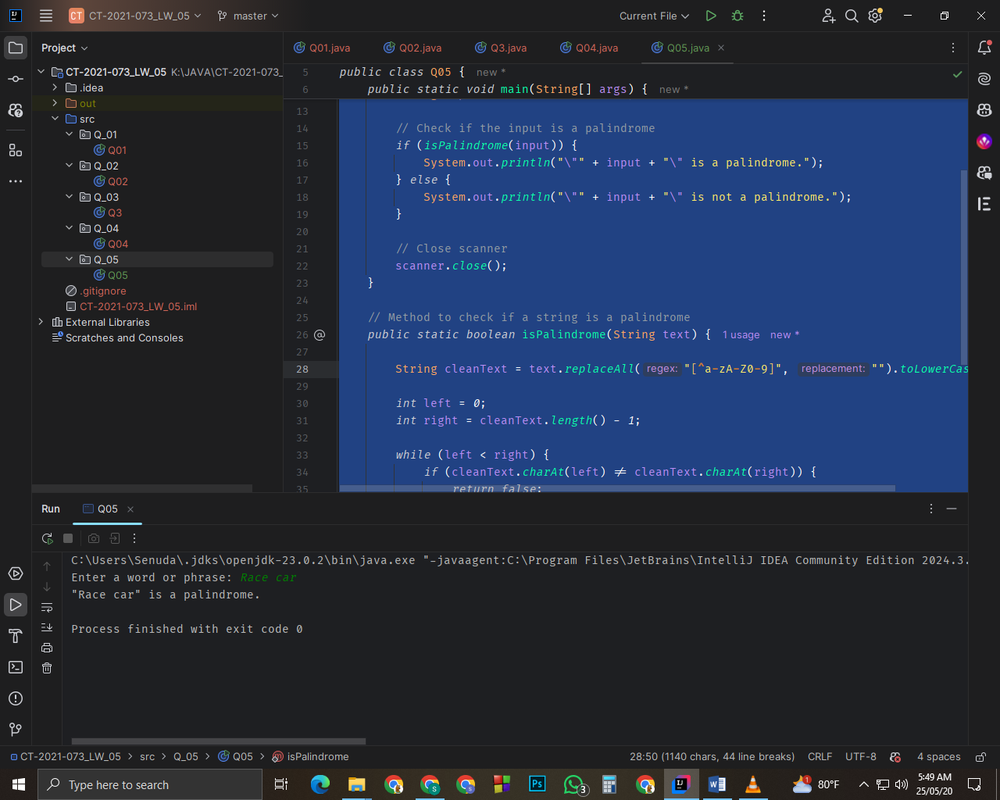 CT CT-2021-073_LW_05 master Current File
Project
CT-2021-073_LW_05 K:\JAVA\CT-2021-073_
.idea
out
src
Q_01
Q01
Q_02
Q02
Q_03
Q3
Q_04
Q04
Q_05
Q05
.gitignore
CT-2021-073_LW_05.iml
External Libraries
Scratches and Consoles
Q01.java Q02.java Q3.java Q04.java Q05.java
5 public class Q05 { new *
6 public static void main(String[] args) { new *
13
14 // Check if the input is a palindrome
15 if (isPalindrome(input)) {
16 System.out.println("\"" + input + "\" is a palindrome.");
17 } else {
18 System.out.println("\"" + input + "\" is not a palindrome.");
19 }
20
21 // Close scanner
22 scanner.close();
23 }
24
25 // Method to check if a string is a palindrome
26 public static boolean isPalindrome(String text) { 1 usage new *
27
28 String cleanText = text.replaceAll( regex: "[^a-zA-Z0-9]", replacement: "").toLowerCas
29
30 int left = 0;
31 int right = cleanText.length() - 1;
32
33 while (left < right) {
34 if (cleanText.charAt(left) ≠ cleanText.charAt(right)) {
35 return false;
Run Q05
C:\Users\Senuda\.jdks\openjdk-23.0.2\bin\java.exe "-javaagent:C:\Program Files\JetBrains\IntelliJ IDEA Community Edition 2024.3.
Enter a word or phrase: Race car
"Race car" is a palindrome.
Process finished with exit code 0
CT-2021-073_LW_05 > src > Q_05 > Q05 > isPalindrome 28:50 (1140 chars, 44 line breaks) CRLF UTF-8 4 spaces
Type here to search 3 1 80°F 5:49 AM
25/05/20